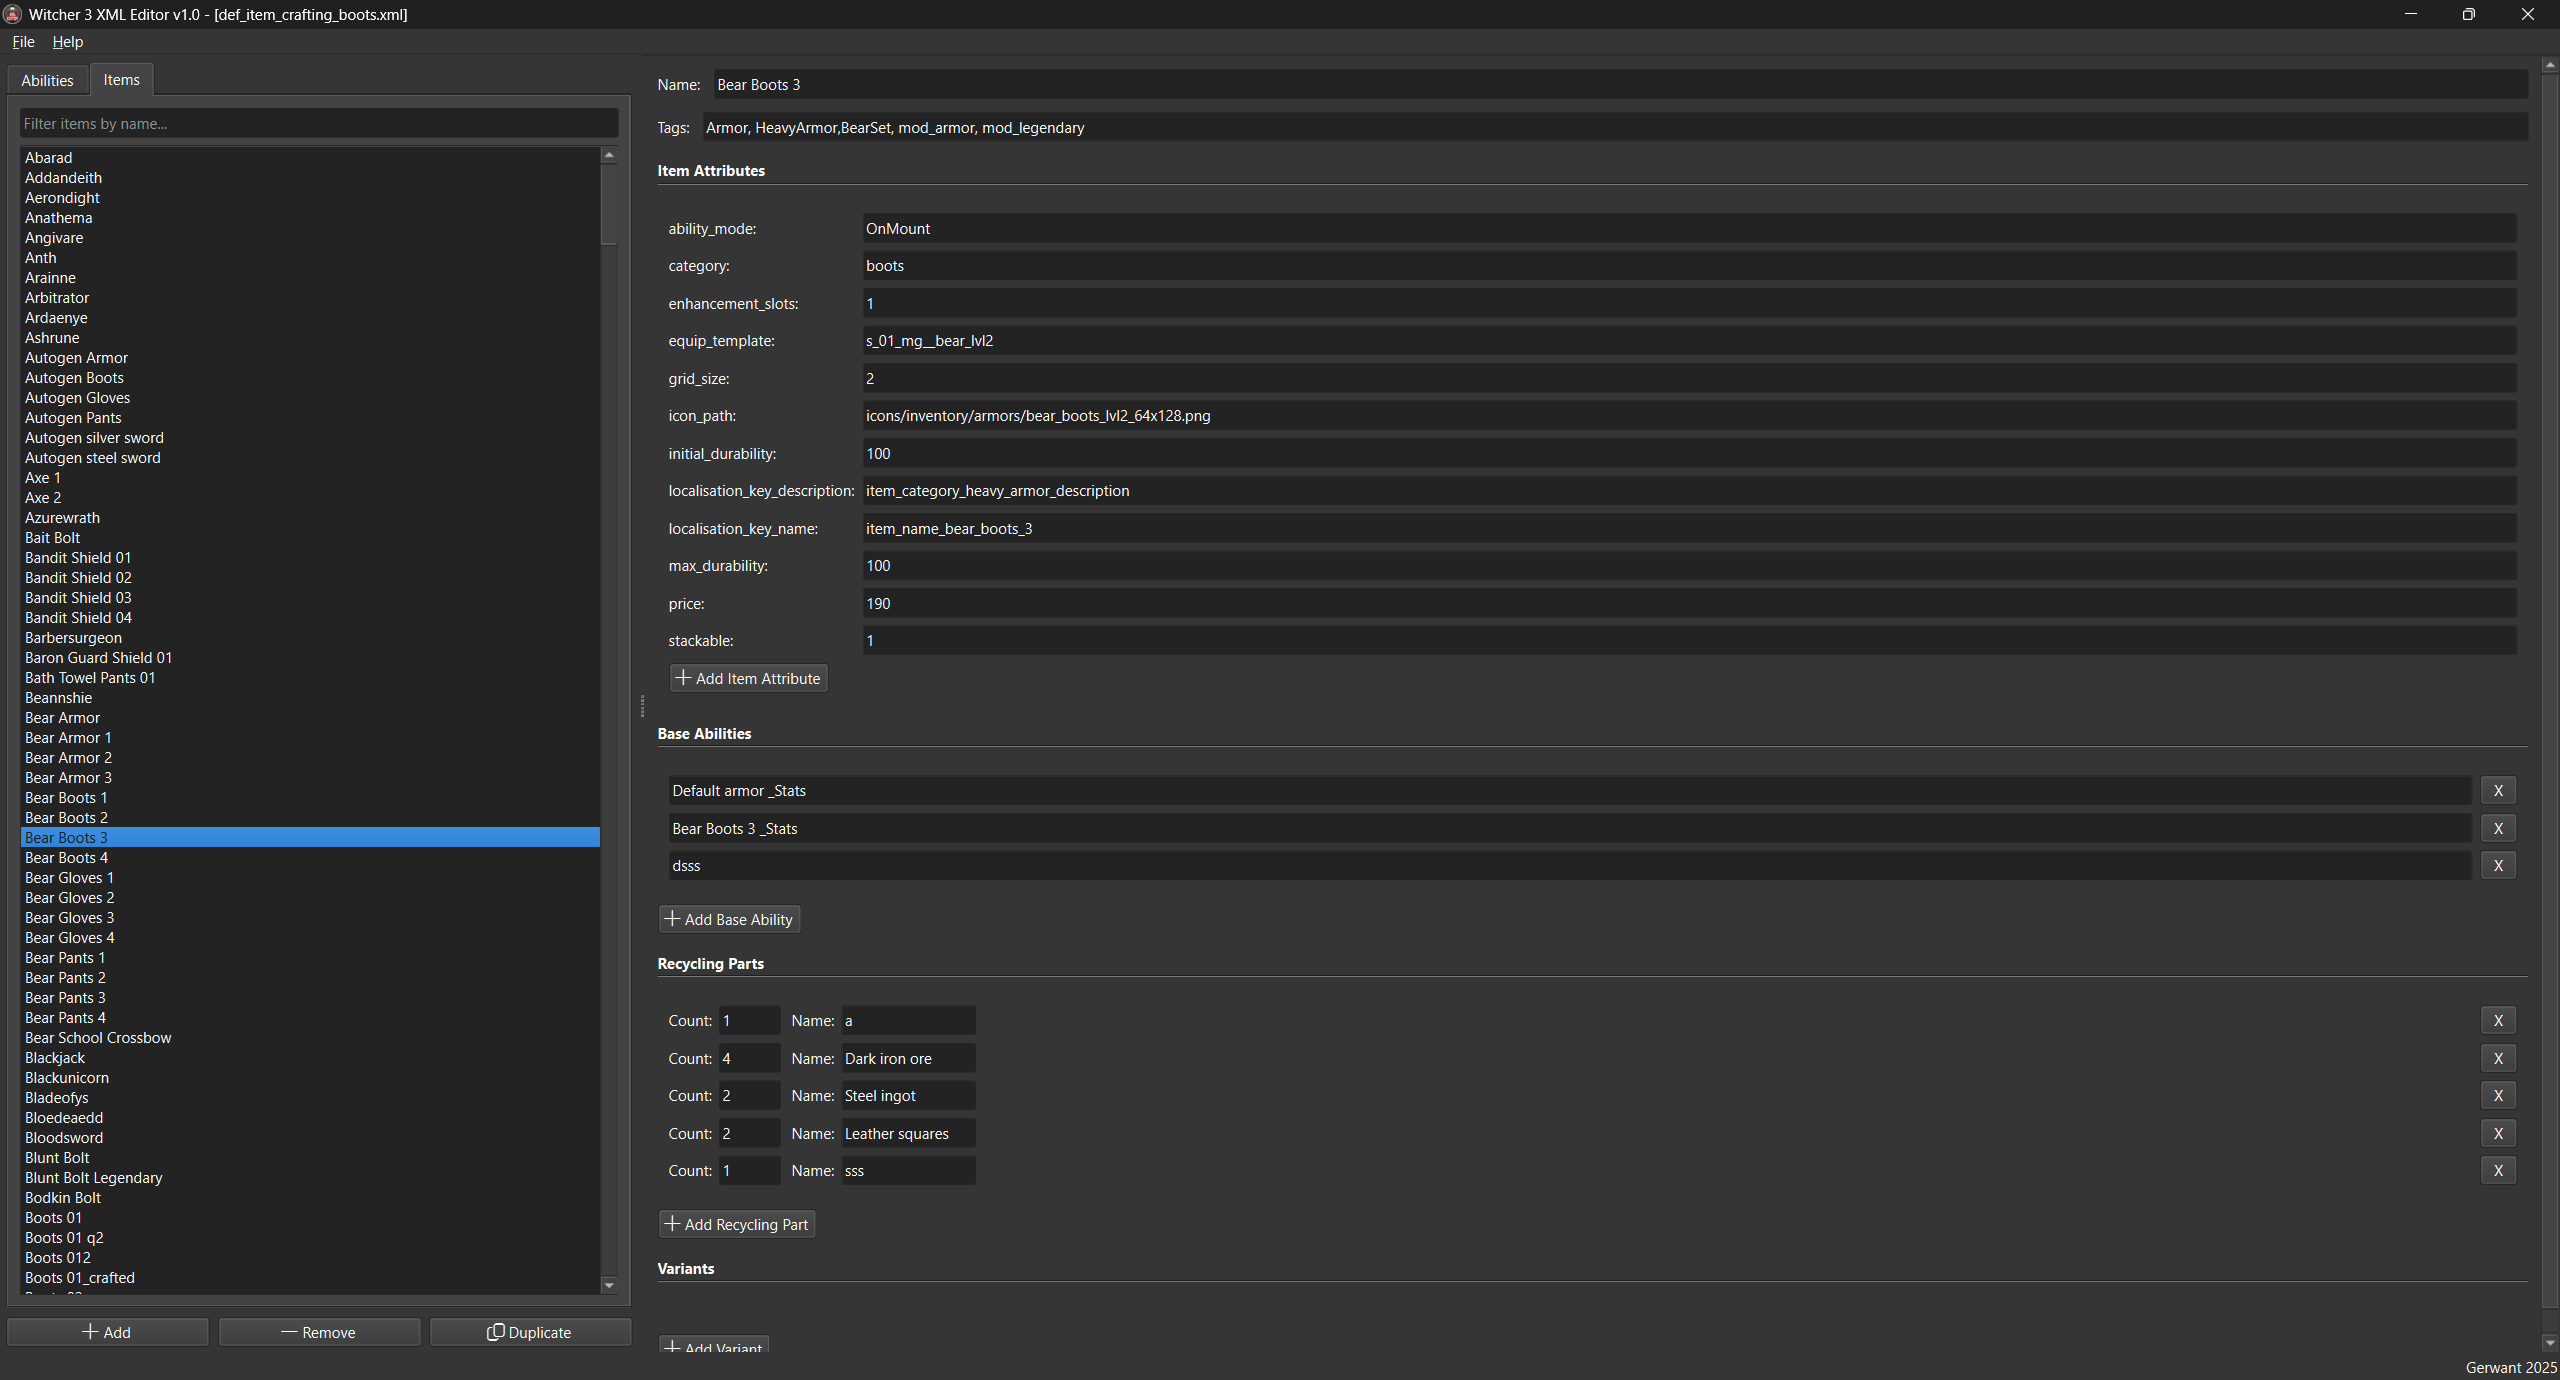 Witcher 3 XML Editor v1.0 - [def_item_crafting_boots.xml]
File Help
Abilities Items
Filter items by name...
Abarad
Addandeith
Aerondight
Anathema
Angivare
Anth
Arainne
Arbitrator
Ardaenye
Ashrune
Autogen Armor
Autogen Boots
Autogen Gloves
Autogen Pants
Autogen silver sword
Autogen steel sword
Axe 1
Axe 2
Azurewrath
Bait Bolt
Bandit Shield 01
Bandit Shield 02
Bandit Shield 03
Bandit Shield 04
Barbersurgeon
Baron Guard Shield 01
Bath Towel Pants 01
Beannshie
Bear Armor
Bear Armor 1
Bear Armor 2
Bear Armor 3
Bear Boots 1
Bear Boots 2
Bear Boots 3
Bear Boots 4
Bear Gloves 1
Bear Gloves 2
Bear Gloves 3
Bear Gloves 4
Bear Pants 1
Bear Pants 2
Bear Pants 3
Bear Pants 4
Bear School Crossbow
Blackjack
Blackunicorn
Bladeofys
Bloedeaedd
Bloodsword
Blunt Bolt
Blunt Bolt Legendary
Bodkin Bolt
Boots 01
Boots 01 q2
Boots 012
Boots 01_crafted
Add Remove Duplicate
Name: Bear Boots 3
Tags: Armor, HeavyArmor,BearSet, mod_armor, mod_legendary
Item Attributes
ability_mode: OnMount
category: boots
enhancement_slots: 1
equip_template: s_01_mg__bear_lvl2
grid_size: 2
icon_path: icons/inventory/armors/bear_boots_lvl2_64x128.png
initial_durability: 100
localisation_key_description: item_category_heavy_armor_description
localisation_key_name: item_name_bear_boots_3
max_durability: 100
price: 190
stackable: 1
Add Item Attribute
Base Abilities
Default armor _Stats X
Bear Boots 3 _Stats X
dsss X
Add Base Ability
Recycling Parts
Count: 1 Name: a X
Count: 4 Name: Dark iron ore X
Count: 2 Name: Steel ingot X
Count: 2 Name: Leather squares X
Count: 1 Name: sss X
Add Recycling Part
Variants
Add Variant
Gerwant 2025